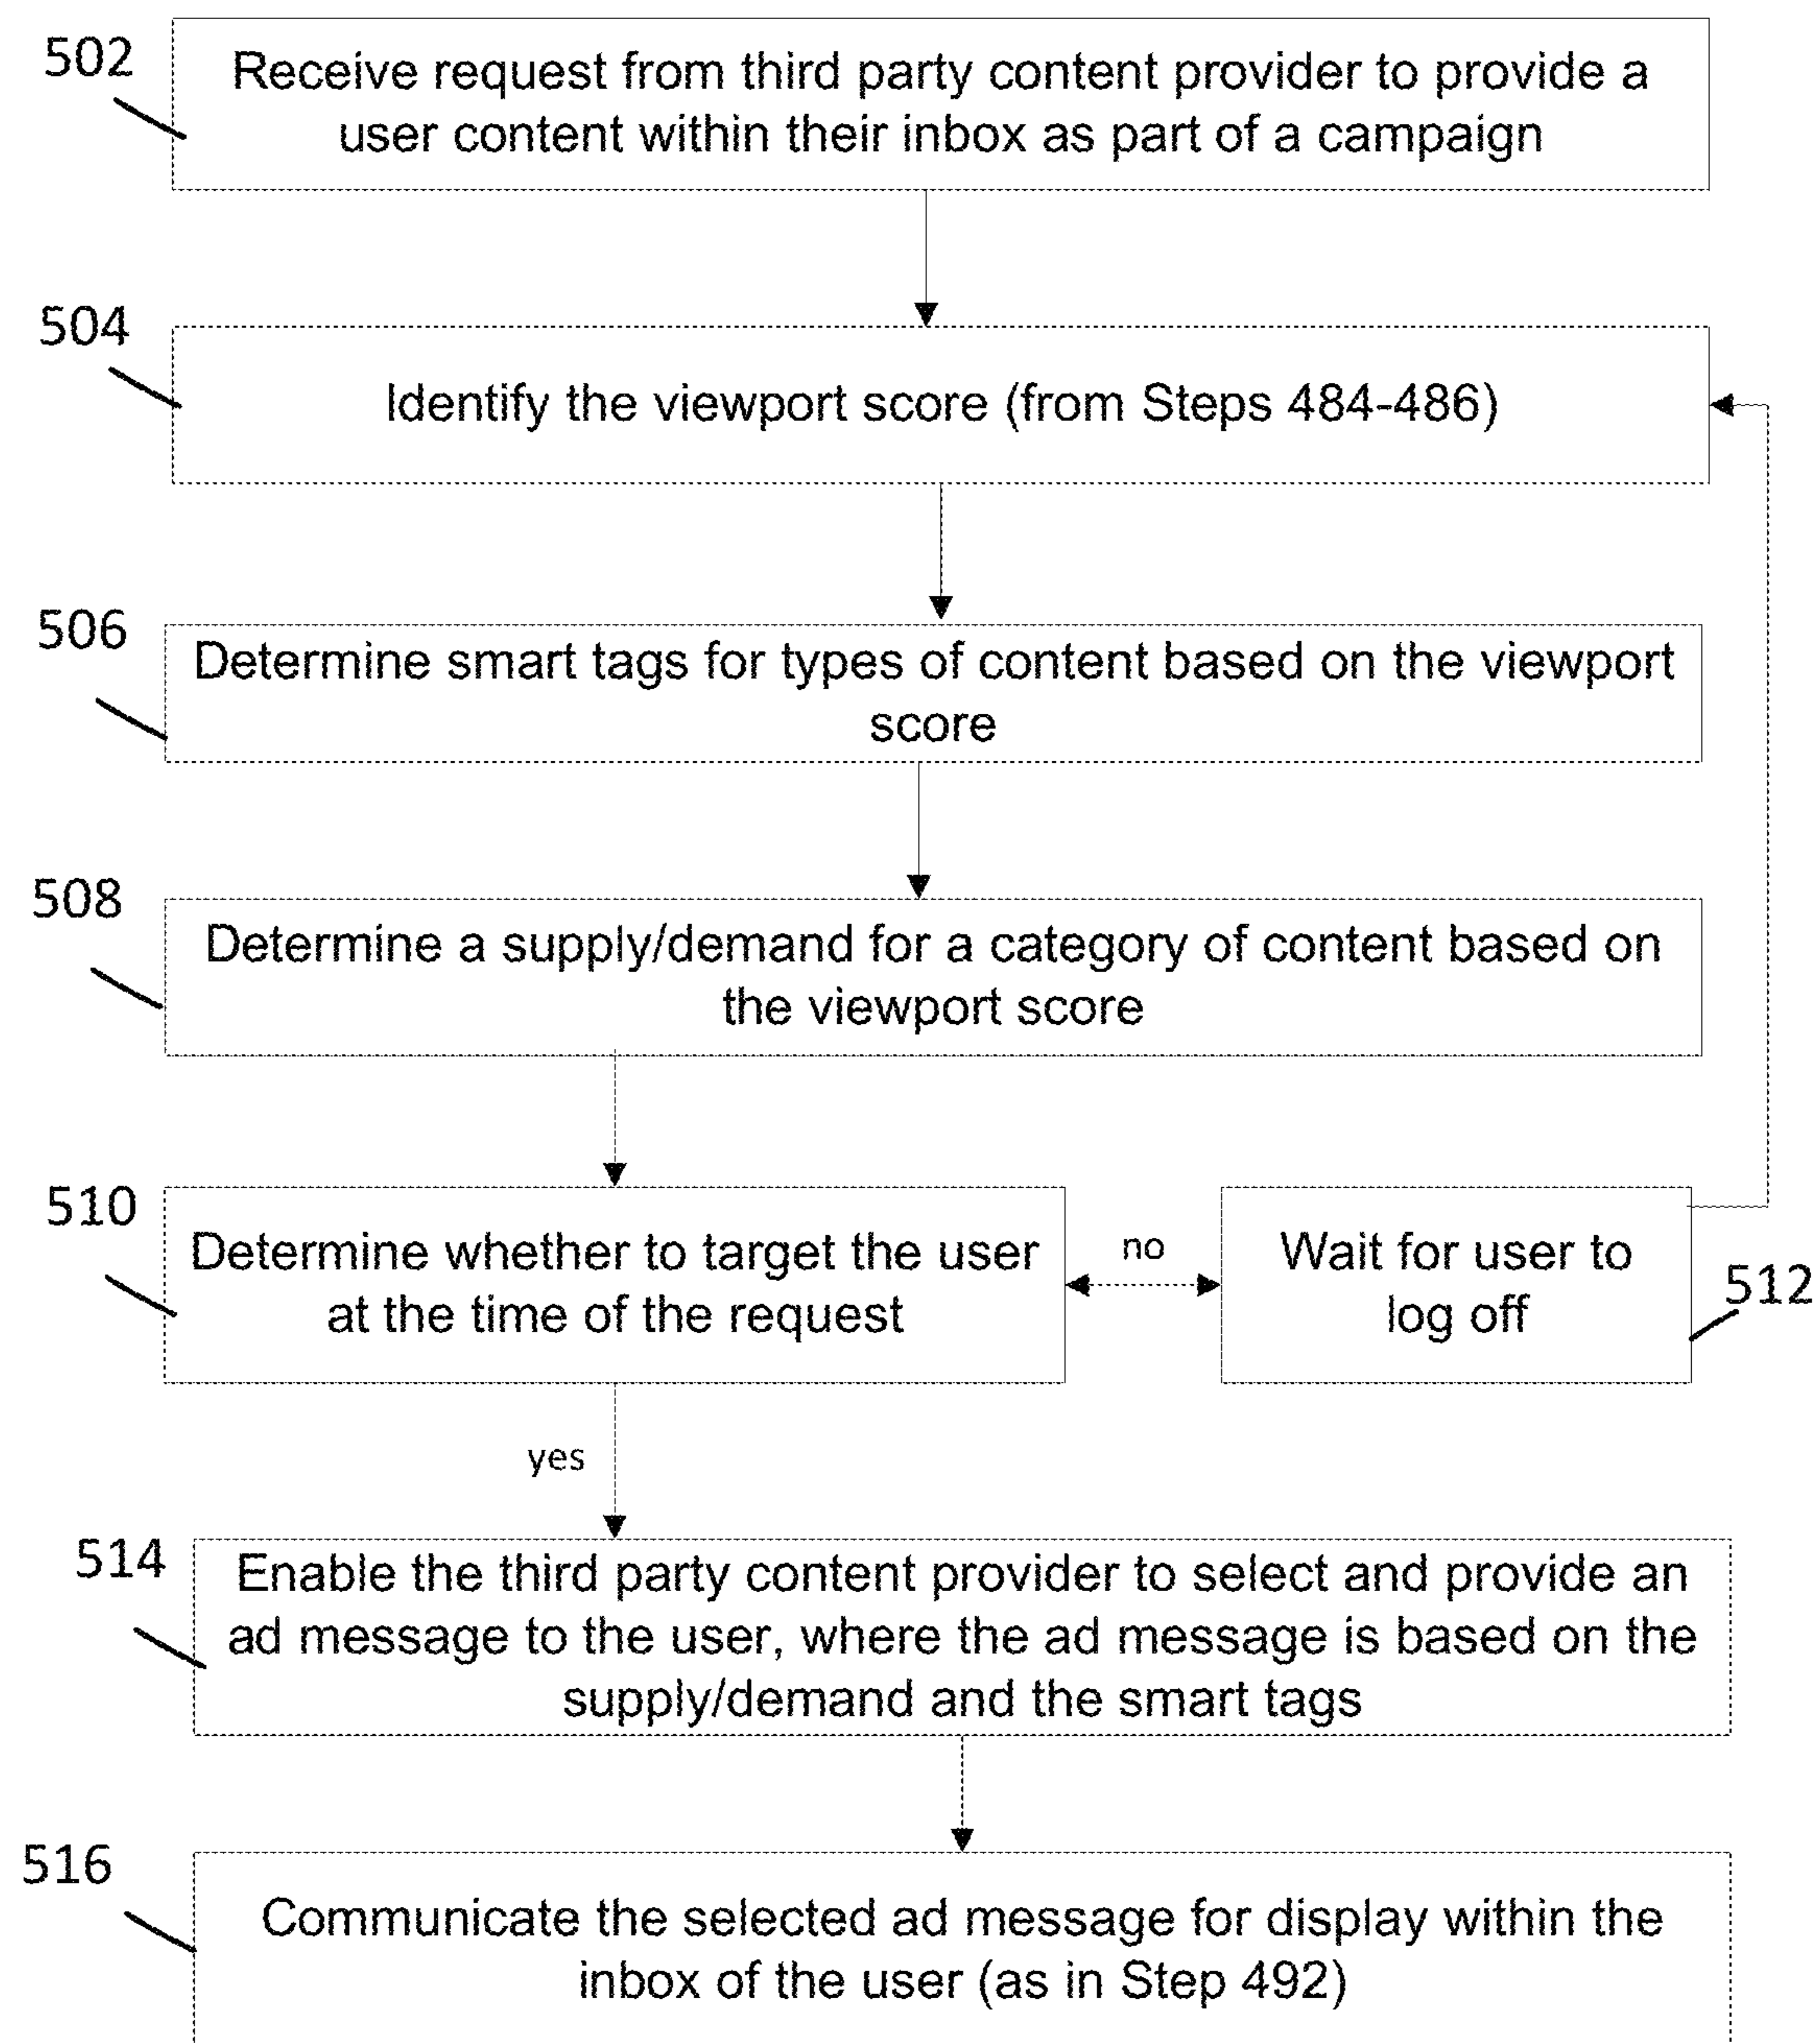 502
Receive request from third party content provider to provide a
user content within their inbox as part of a campaign
504
Identify the viewport score (from Steps 484-486)
506
Determine smart tags for types of content based on the viewport
score
508
Determine a supply/demand for a category of content based on
the viewport score
510
Determine whether to target the user
at the time of the request
no
Wait for user to
log off
512
yes
514
Enable the third party content provider to select and provide an
ad message to the user, where the ad message is based on the
supply/demand and the smart tags
516
Communicate the selected ad message for display within the
inbox of the user (as in Step 492)